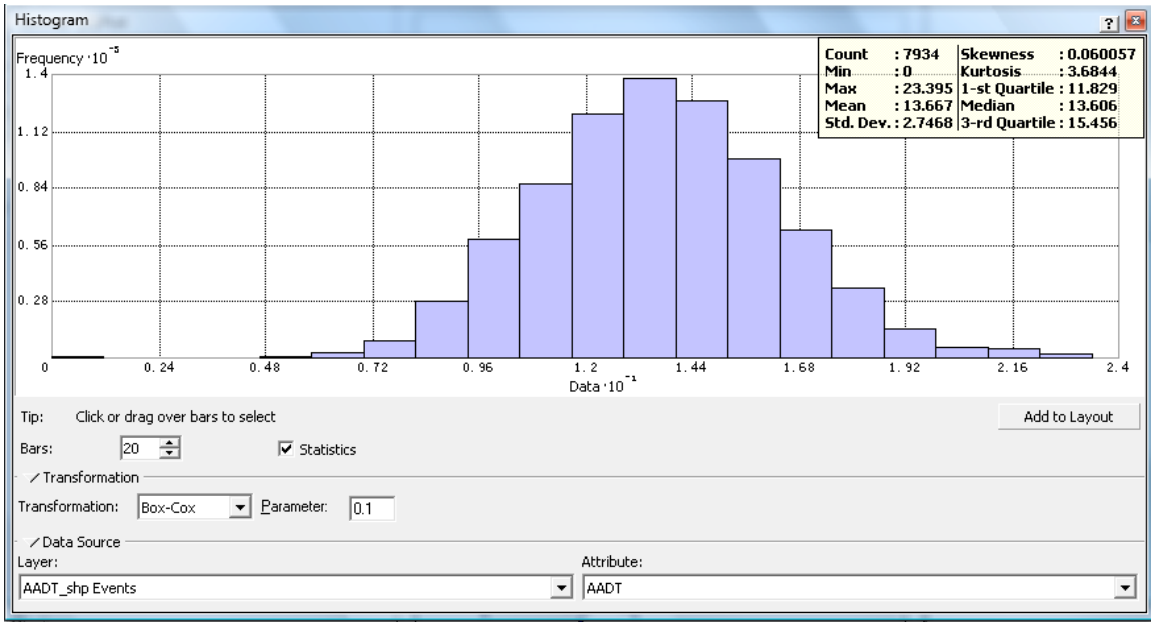 Histogram
Frequency ·10⁻³
Count : 7934 Skewness : 0.060057
Min : 0 Kurtosis : 3.6844
Max : 23.395 1-st Quartile : 11.829
Mean : 13.667 Median : 13.606
Std. Dev. : 2.7468 3-rd Quartile : 15.456
1.4
1.12
0.84
0.56
0.28
0 0.24 0.48 0.72 0.96 1.2 1.44 1.68 1.92 2.16 2.4
Data ·10⁻¹
Tip: Click or drag over bars to select Add to Layout
Bars: 20 Statistics
Transformation
Transformation: Box-Cox Parameter: 0.1
Data Source
Layer: Attribute:
AADT_shp Events AADT